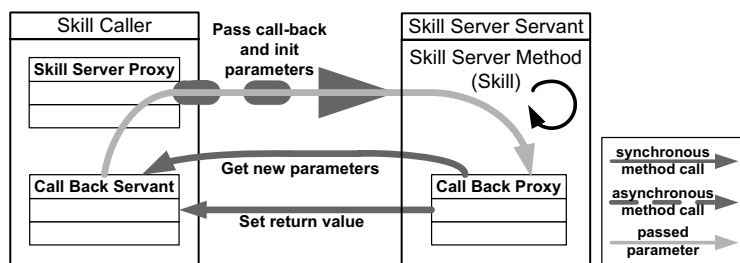 Skill Caller
Pass call-back
and init
parameters
Skill Server Servant
Skill Server Proxy
Skill Server Method
(Skill)
Get new parameters
Call Back Servant
Call Back Proxy
Set return value
synchronous
method call
asynchronous
method call
passed
parameter